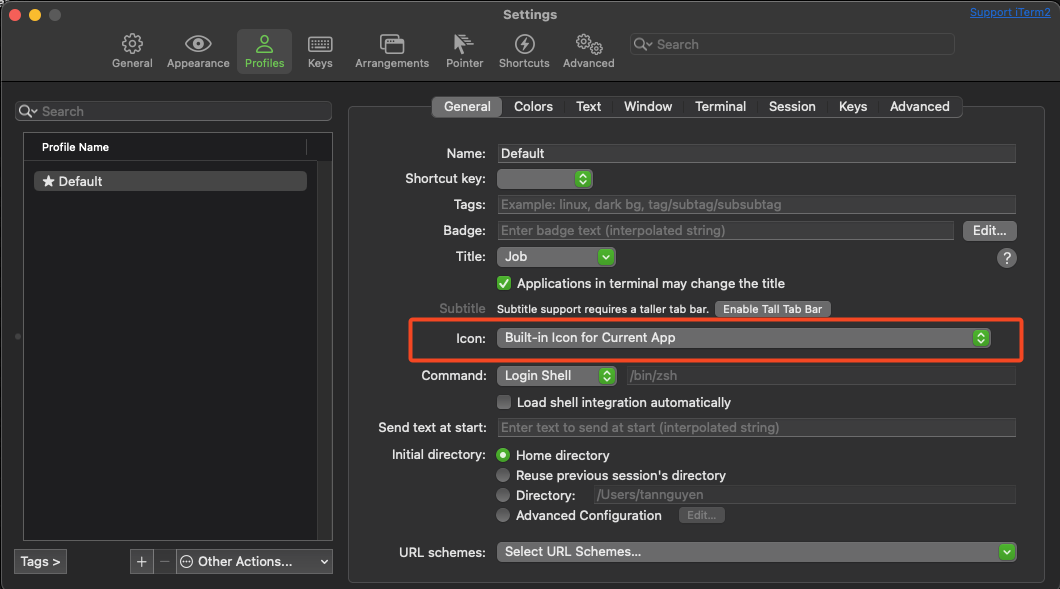 Settings
Support iTerm2
General Appearance Profiles Keys Arrangements Pointer Shortcuts Advanced
Search
Search
General Colors Text Window Terminal Session Keys Advanced
Profile Name
Default
Name: Default
Shortcut key:
Tags: Example: linux, dark bg, tag/subtag/subsubtag
Badge: Enter badge text (interpolated string) Edit...
Title: Job ?
Applications in terminal may change the title
Subtitle Subtitle support requires a taller tab bar. Enable Tall Tab Bar
Icon: Built-in Icon for Current App
Command: Login Shell /bin/zsh
Load shell integration automatically
Send text at start: Enter text to send at start (interpolated string)
Initial directory: Home directory
Reuse previous session's directory
Directory: /Users/tannguyen
Advanced Configuration Edit...
URL schemes: Select URL Schemes...
Tags > + − Other Actions...